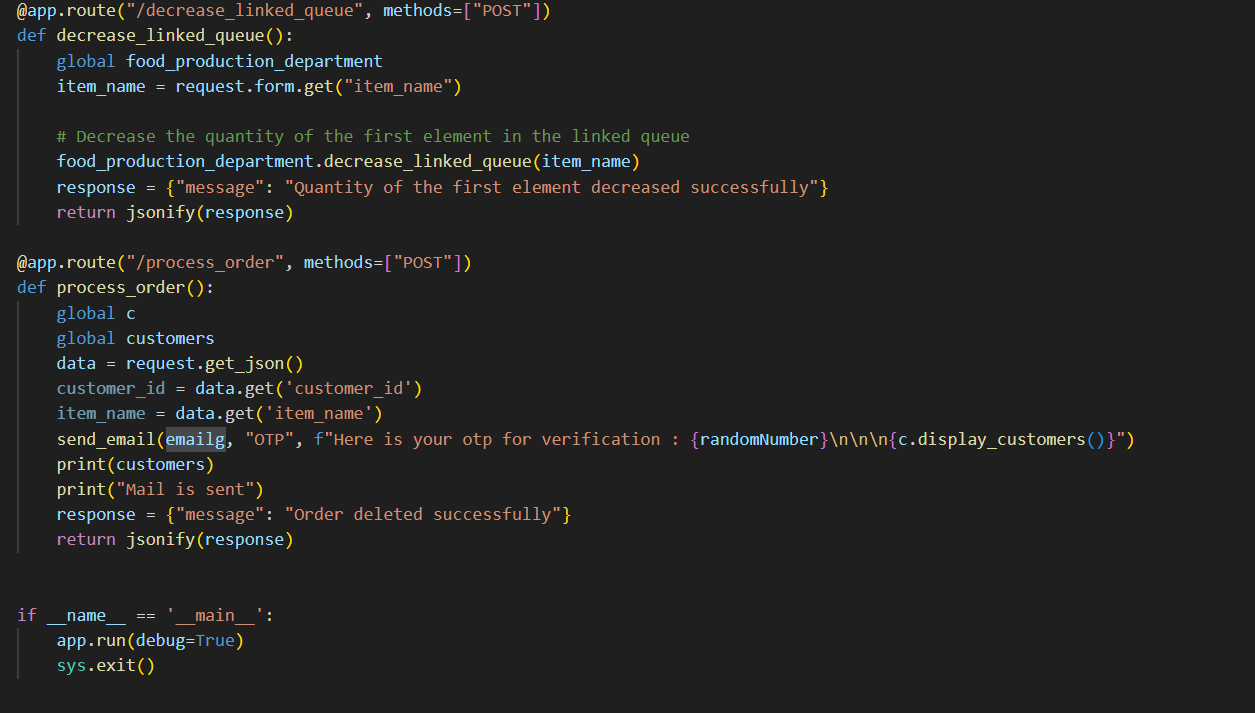 @app.route("/decrease_linked_queue", methods=["POST"])
def decrease_linked_queue():
    global food_production_department
    item_name = request.form.get("item_name")

    # Decrease the quantity of the first element in the linked queue
    food_production_department.decrease_linked_queue(item_name)
    response = {"message": "Quantity of the first element decreased successfully"}
    return jsonify(response)

@app.route("/process_order", methods=["POST"])
def process_order():
    global c
    global customers
    data = request.get_json()
    customer_id = data.get('customer_id')
    item_name = data.get('item_name')
    send_email(emailg, "OTP", f"Here is your otp for verification : {randomNumber}\n\n\n{c.display_customers()}")
    print(customers)
    print("Mail is sent")
    response = {"message": "Order deleted successfully"}
    return jsonify(response)


if __name__ == '__main__':
    app.run(debug=True)
    sys.exit()